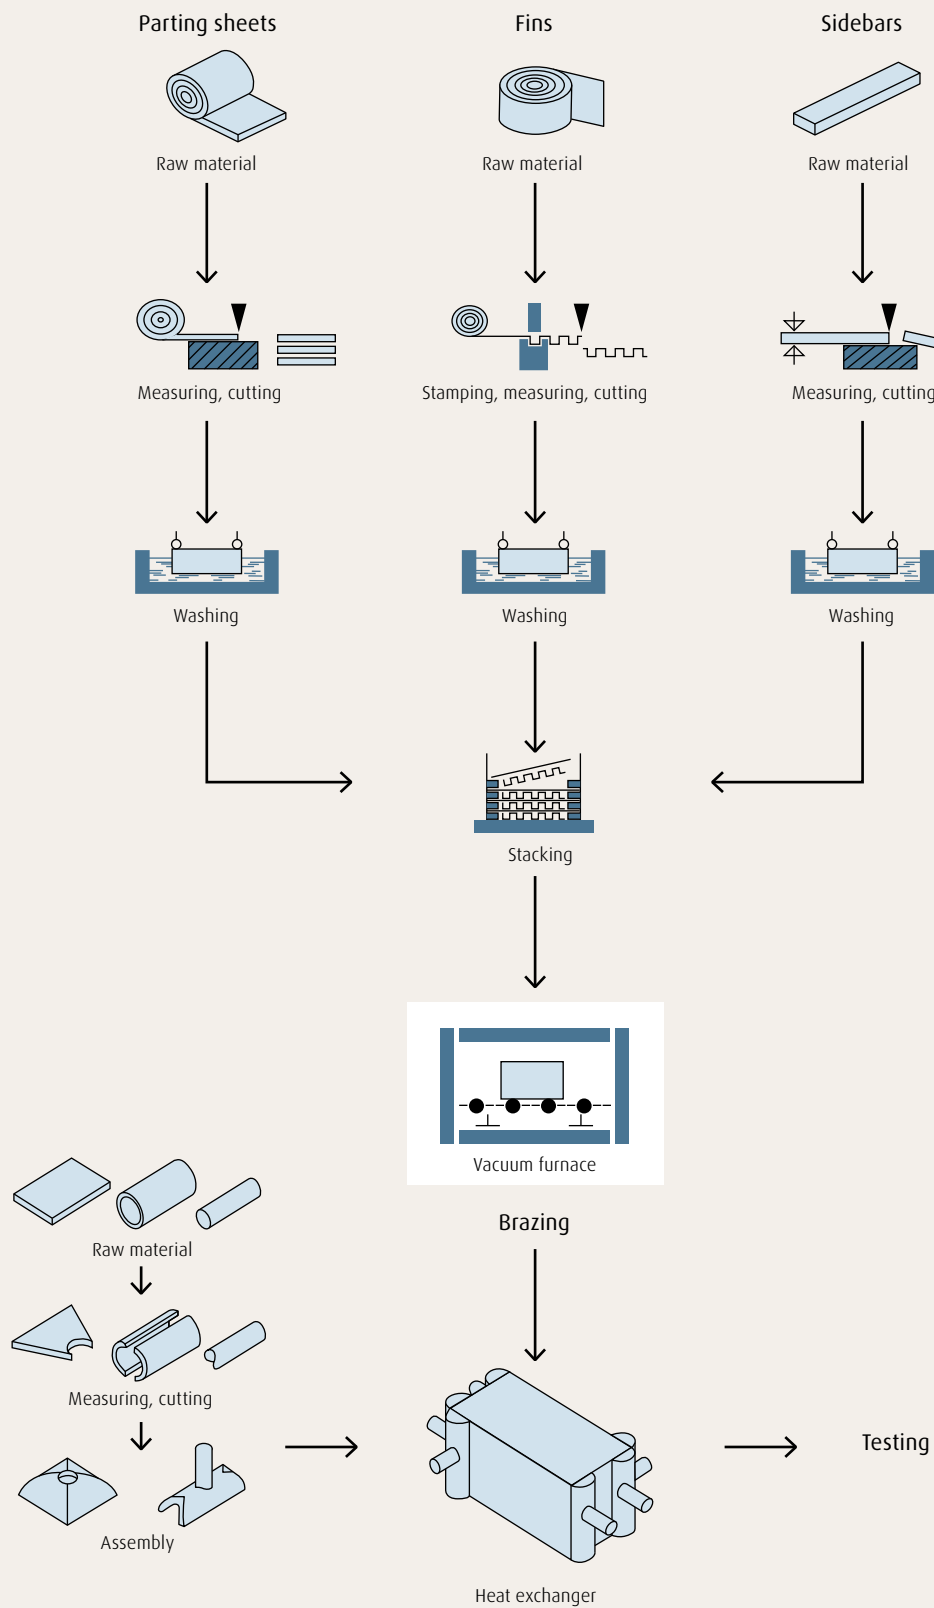 Parting sheets
Fins
Sidebars
Raw material
Raw material
Raw material
Measuring, cutting
Stamping, measuring, cutting
Measuring, cutting
Washing
Washing
Washing
Stacking
Vacuum furnace
Brazing
Raw material
Measuring, cutting
Assembly
Testing
Heat exchanger